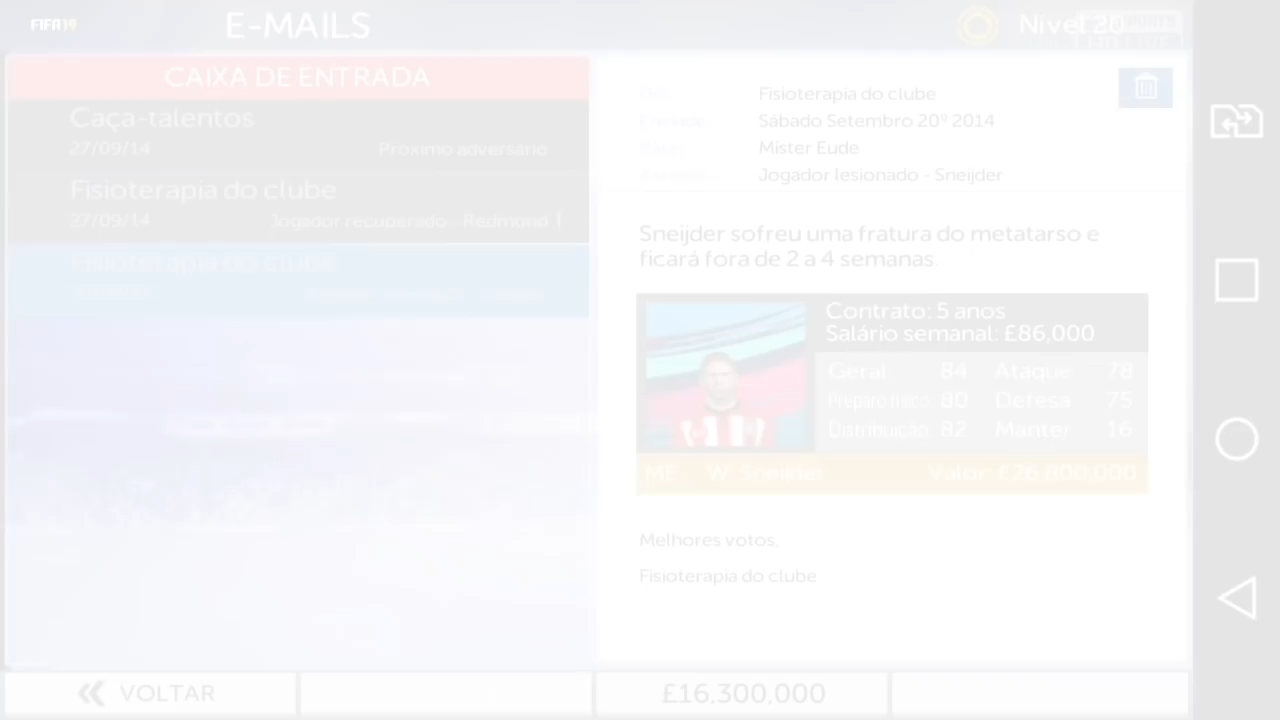 FIFA
E-MAILS
Nível 20
CAIXA DE ENTRADA
Caça-talentos
27/09/14 Próximo adversário
Fisioterapia do clube
27/09/14 Jogador recuperado - Redmond
Fisioterapia do clube
Fisioterapia do clube
Sábado Setembro 20º 2014
Mister Eude
Jogador lesionado - Sneijder
Sneijder sofreu uma fratura do metatarso e
ficará fora de 2 a 4 semanas.
Contrato: 5 anos
Salário semanal: £86,000
Geral: 84 Ataque 78
Preparo físico: 80 Defesa 75
Distribuição: 82 Manter 16
ME W. Sneijder Valor: £26,800,000
Melhores votos,
Fisioterapia do clube
VOLTAR
£16,300,000